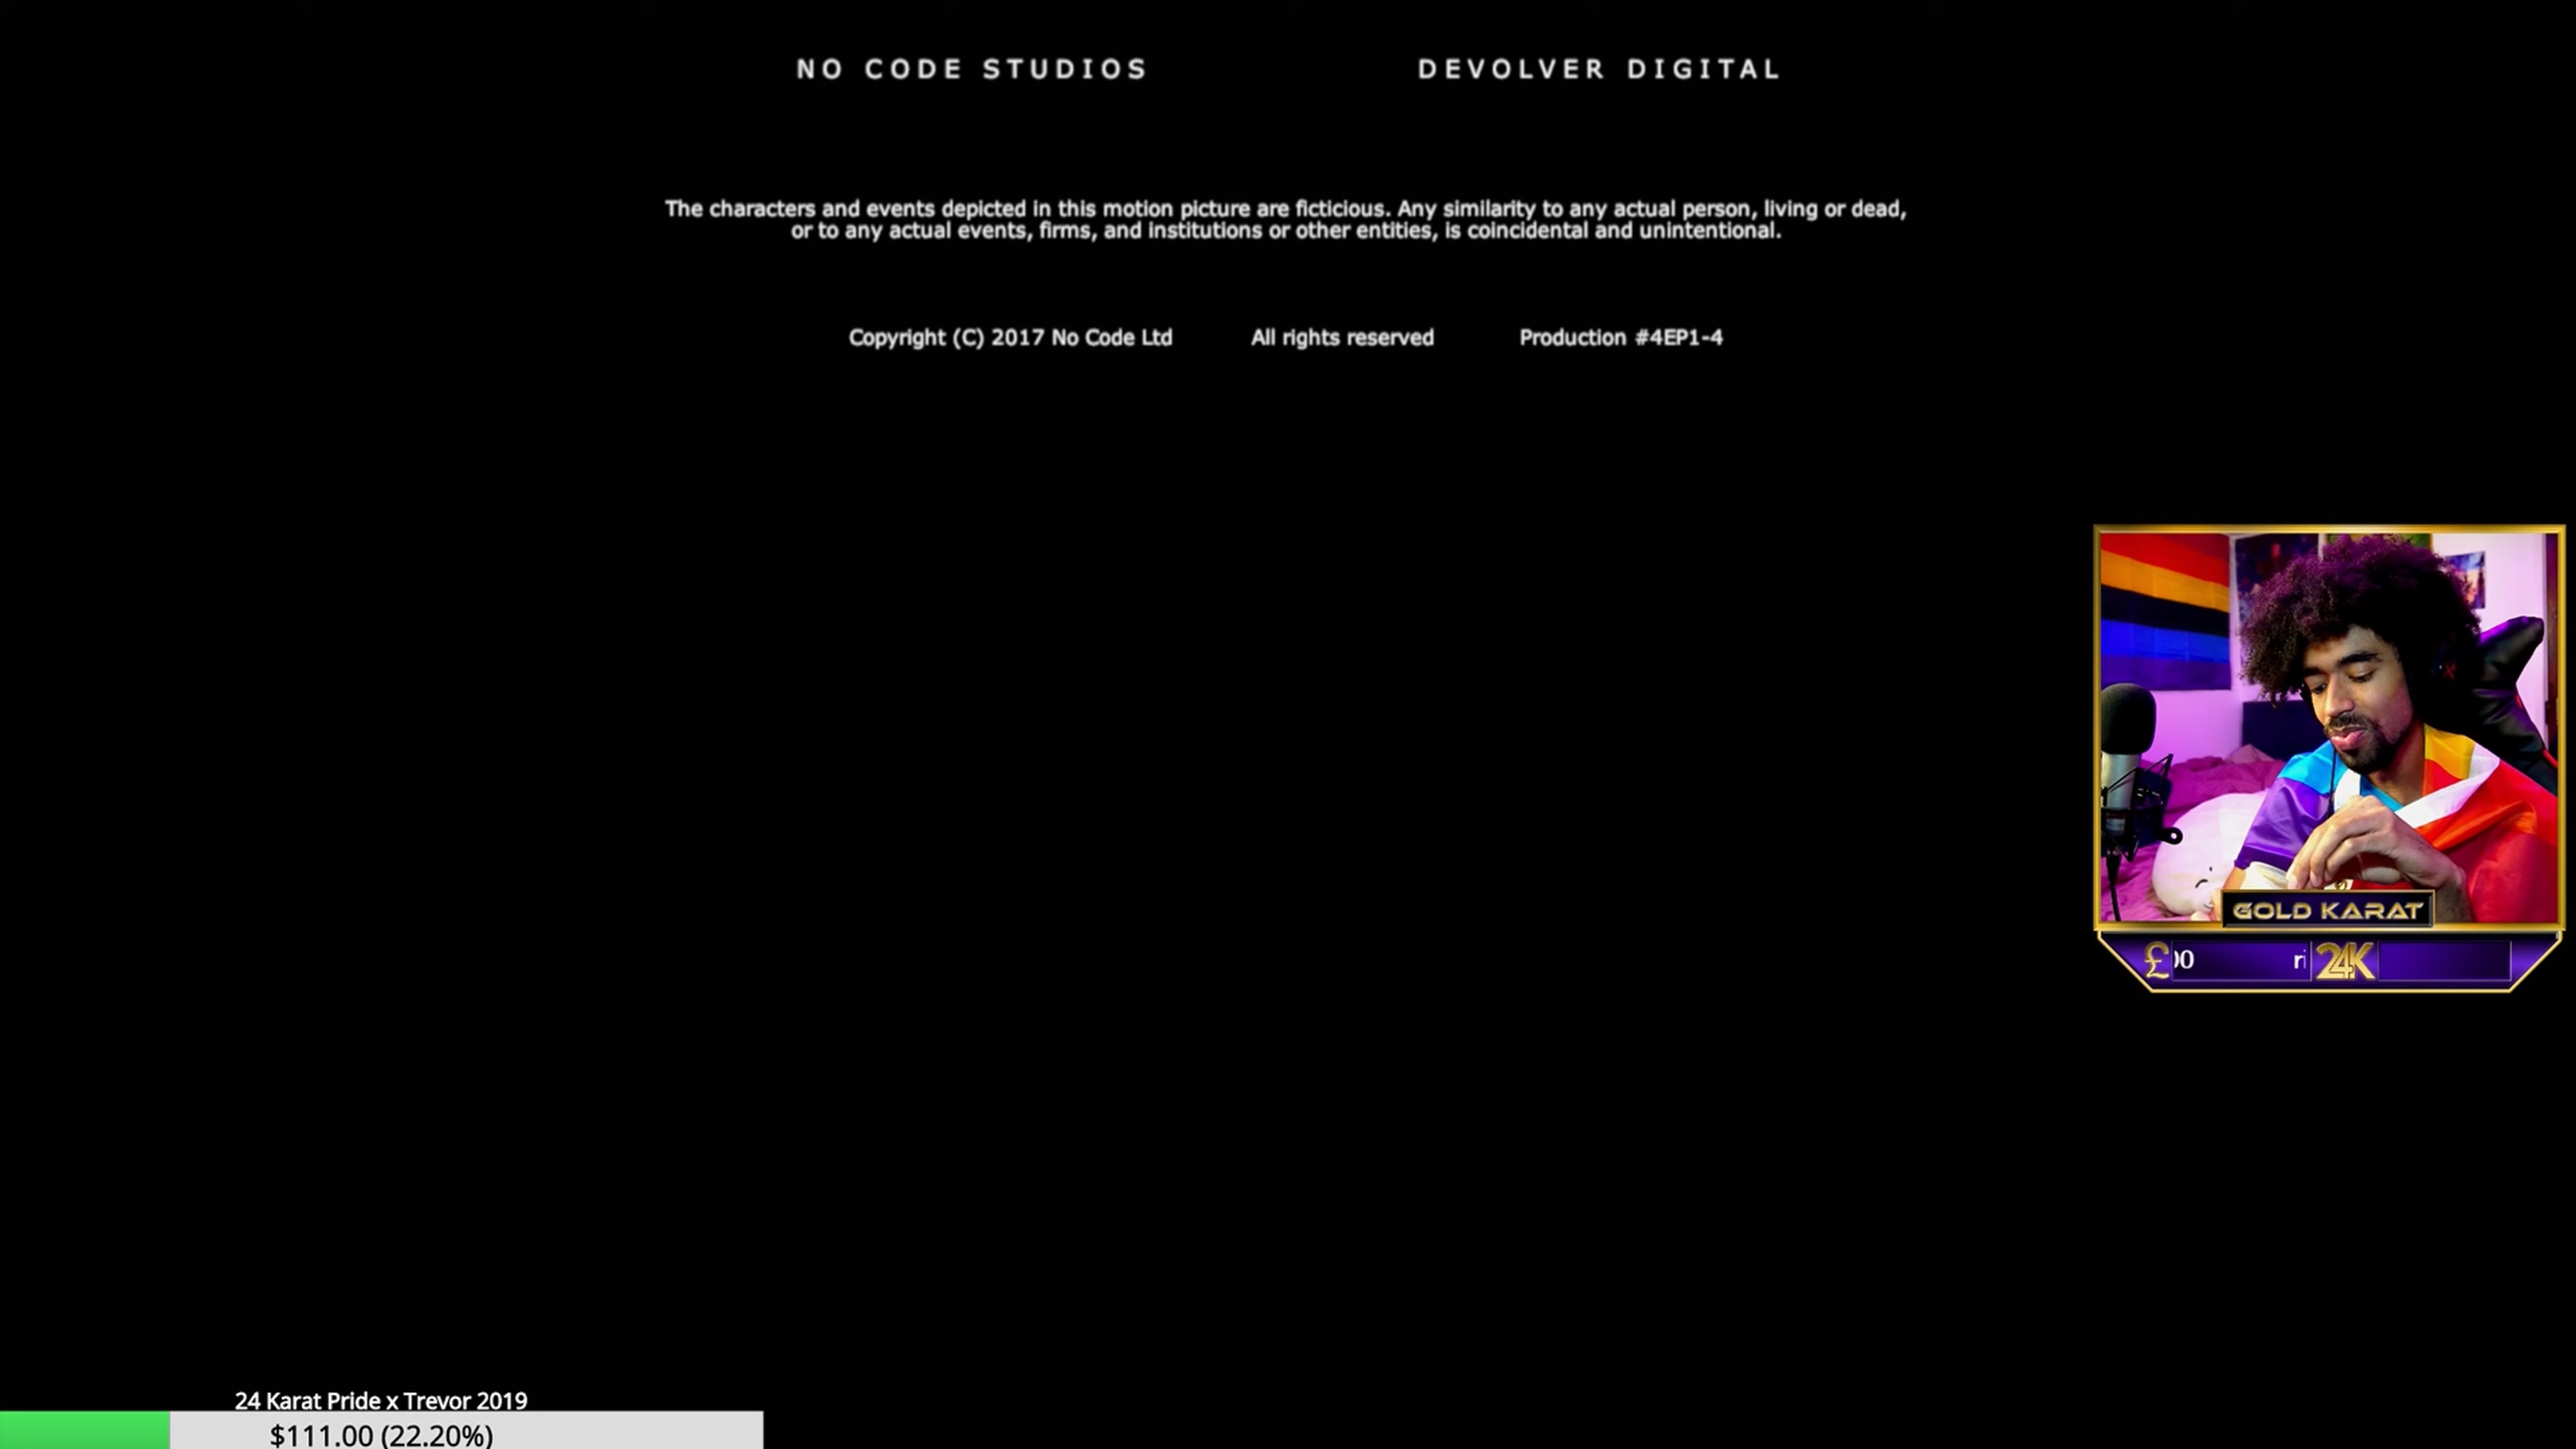 NO CODE STUDIOS DEVOLVER DIGITAL
The characters and events depicted in this motion picture are ficticious. Any similarity to any actual person, living or dead,
or to any actual events, firms, and institutions or other entities, is coincidental and unintentional.
Copyright (C) 2017 No Code Ltd All rights reserved Production #4EP1-4
GOLD KARAT
£ 24K
24 Karat Pride x Trevor 2019
$111.00 (22.20%)